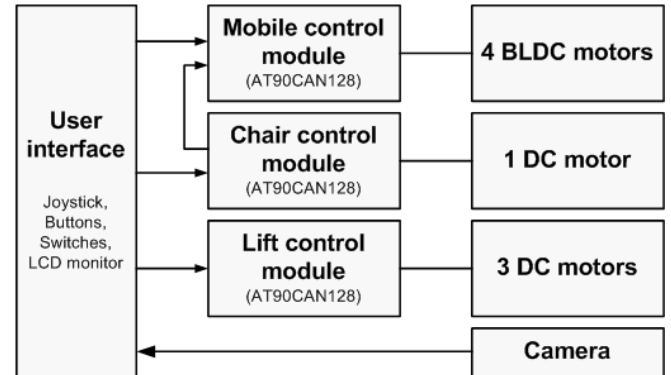 User
interface
Joystick,
Buttons,
Switches,
LCD monitor
Mobile control
module
(AT90CAN128)
4 BLDC motors
Chair control
module
(AT90CAN128)
1 DC motor
Lift control
module
(AT90CAN128)
3 DC motors
Camera